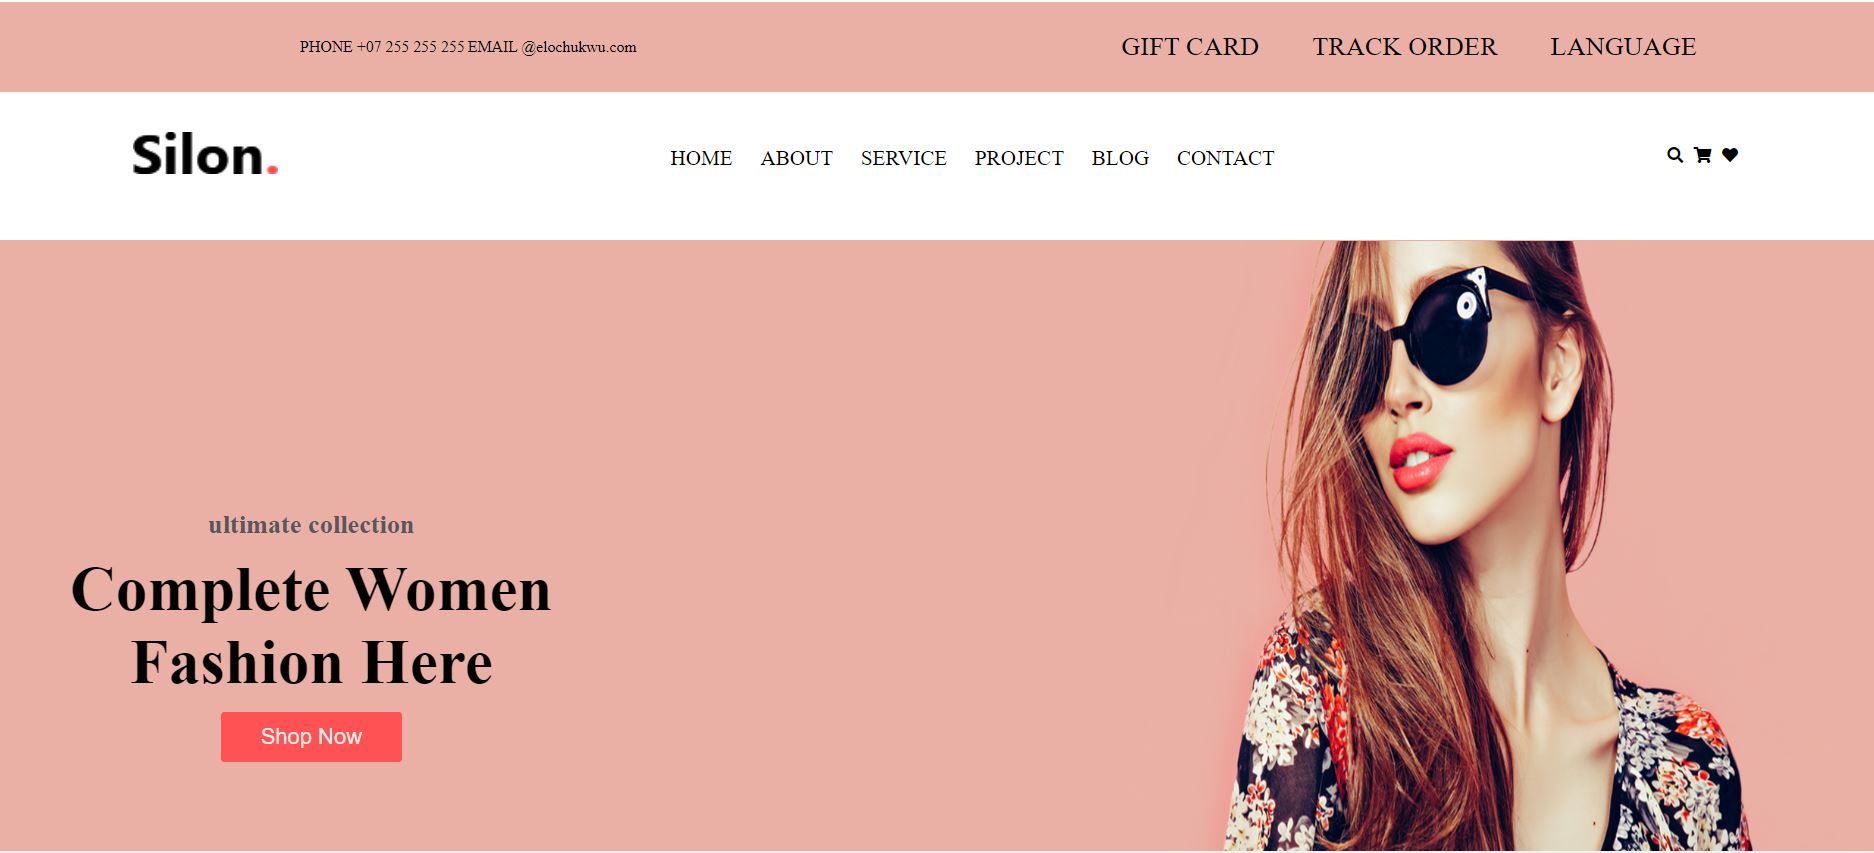 PHONE +07 255 255 255 EMAIL @elochukwu.com
GIFT CARD TRACK ORDER LANGUAGE
Silon.
HOME ABOUT SERVICE PROJECT BLOG CONTACT
ultimate collection
Complete Women
Fashion Here
Shop Now